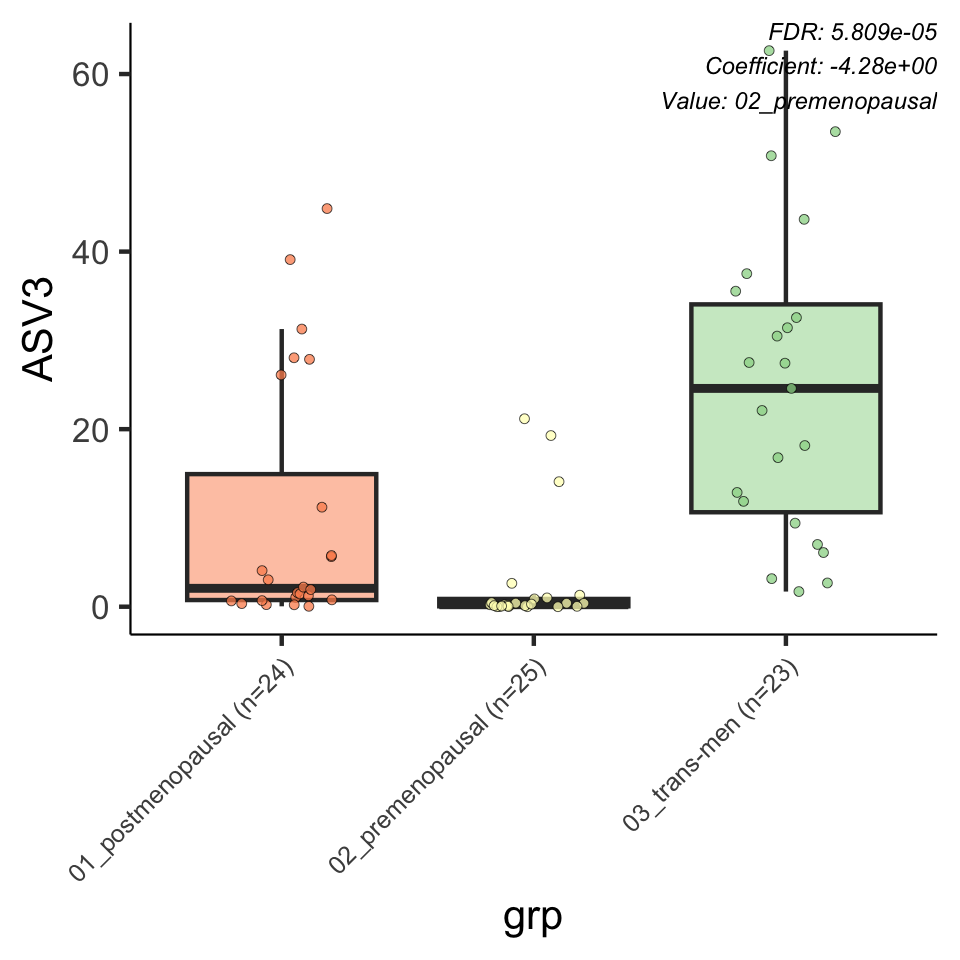 FDR: 5.809e-05
Coefficient: -4.28e+00
Value: 02_premenopausal
60
40
20
0
ASV3
01_postmenopausal (n=24)
02_premenopausal (n=25)
03_trans-men (n=23)
grp